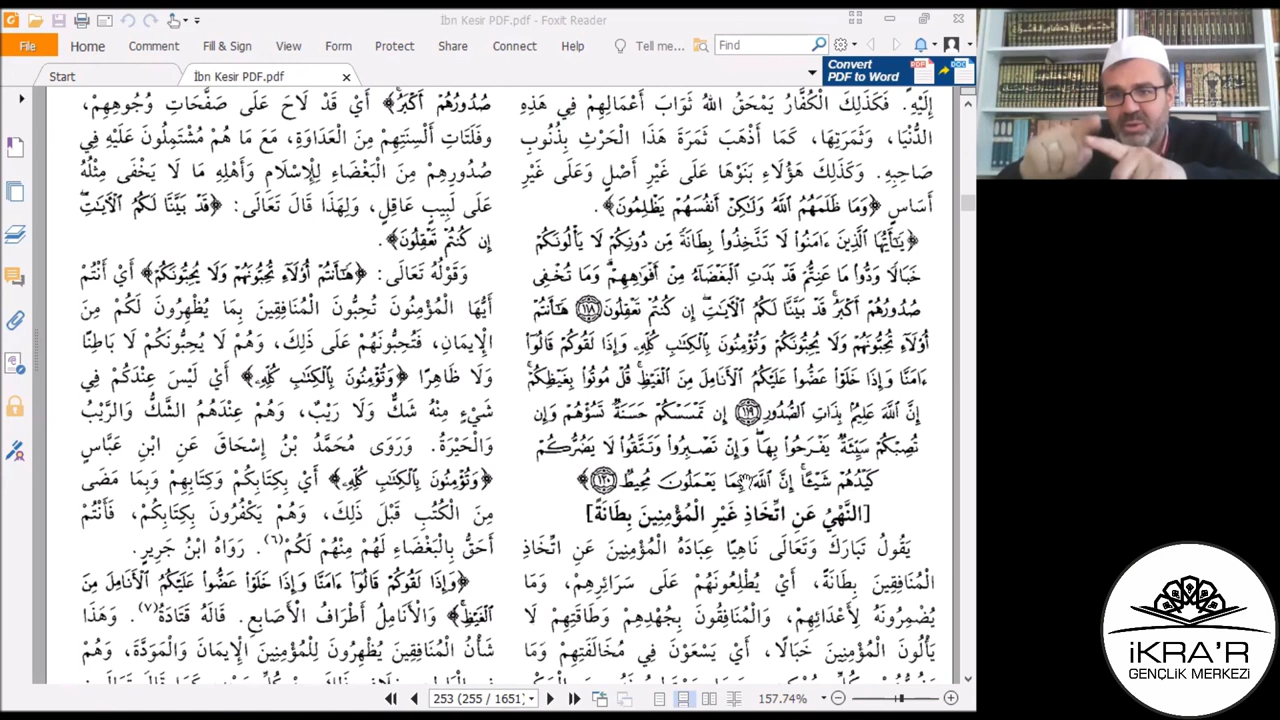 Ibn Kesir PDF.pdf - Foxit Reader
File Home Comment Fill & Sign View Form Protect Share Connect Help Tell me... Find
Convert
PDF to Word
Start İbn Kesir PDF.pdf
إِلَيْهِ. فَكَذَلِكَ الْكُفَّارُ يَمْحَقُ اللهُ ثَوَابَ أَعْمَالِهِمْ فِي هَذِهِ
الدُّنْيَا، وَثَمَرَتِهَا، كَمَا أَذْهَبَ ثَمَرَةَ هَذَا الْحَرْثِ بِذُنُوبِ
صَاحِبِهِ. وَكَذَلِكَ هَؤُلَاءِ بَنَوْهَا عَلَى غَيْرِ أَصْلٍ وَعَلَى غَيْرِ
أَسَاسٍ ﴿وَمَا ظَلَمَهُمُ اللَّهُ وَلَكِنْ أَنفُسَهُمْ يَظْلِمُونَ﴾.
﴿يَأَيُّهَا الَّذِينَ ءَامَنُوا لَا تَتَّخِذُوا بِطَانَةً مِّن دُونِكُمْ لَا يَأْلُونَكُمْ
خَبَالًا وَدُّوا مَا عَنِتُّمْ قَدْ بَدَتِ الْبَغْضَاءُ مِنْ أَفْوَاهِهِمْ وَمَا تُخْفِى
صُدُورُهُمْ أَكْبَرُ قَدْ بَيَّنَّا لَكُمُ الْآيَاتِ إِن كُنتُمْ تَعْقِلُونَ ١١٨ هَأَنتُمْ
أُوْلَاءِ تُحِبُّونَهُمْ وَلَا يُحِبُّونَكُمْ وَتُؤْمِنُونَ بِالْكِتَابِ كُلِّهِ وَإِذَا لَقُوكُمْ قَالُوا
ءَامَنَّا وَإِذَا خَلَوْا عَضُّوا عَلَيْكُمُ الْأَنَامِلَ مِنَ الْغَيْظِ قُلْ مُوتُوا بِغَيْظِكُمْ
إِنَّ اللَّهَ عَلِيمٌ بِذَاتِ الصُّدُورِ ١١٩ إِن تَمْسَسْكُمْ حَسَنَةٌ تَسُؤْهُمْ وَإِن
تُصِبْكُمْ سَيِّئَةٌ يَفْرَحُوا بِهَا وَإِن تَصْبِرُوا وَتَتَّقُوا لَا يَضُرُّكُمْ
كَيْدُهُمْ شَيْئًا إِنَّ اللَّهَ بِمَا يَعْمَلُونَ مُحِيطٌ ١٢٠﴾
[النَّهْيُ عَنِ اتِّخَاذِ غَيْرِ الْمُؤْمِنِينَ بِطَانَةً]
يَقُولُ تَبَارَكَ وَتَعَالَى نَاهِيًا عِبَادَهُ الْمُؤْمِنِينَ عَنِ اتِّخَاذِ
الْمُنَافِقِينَ بِطَانَةً، أَيْ يُطْلِعُونَهُمْ عَلَى سَرَائِرِهِمْ، وَمَا
يُضْمِرُونَهُ لِأَعْدَائِهِمْ، وَالْمُنَافِقُونَ بِجُهْدِهِمْ وَطَاقَتِهِمْ لَا
يَأْلُونَ الْمُؤْمِنِينَ خَبَالًا، أَيْ يَسْعَوْنَ فِي مُخَالَفَتِهِمْ وَمَا
صُدُورُهُمْ أَكْبَرُ﴾ أَيْ قَدْ لَاحَ عَلَى صَفَحَاتِ وُجُوهِهِمْ،
وَفَلَتَاتِ أَلْسِنَتِهِمْ مِنَ الْعَدَاوَةِ، مَعَ مَا هُمْ مُشْتَمِلُونَ عَلَيْهِ فِي
صُدُورِهِمْ مِنَ الْبَغْضَاءِ لِلْإِسْلَامِ وَأَهْلِهِ مَا لَا يَخْفَى مِثْلُهُ
عَلَى لَبِيبٍ عَاقِلٍ، وَلِهَذَا قَالَ تَعَالَى: ﴿قَدْ بَيَّنَّا لَكُمُ الْآيَاتِ
إِن كُنتُمْ تَعْقِلُونَ﴾.
وَقَوْلُهُ تَعَالَى: ﴿هَأَنتُمْ أُوْلَاءِ تُحِبُّونَهُمْ وَلَا يُحِبُّونَكُمْ﴾ أَيْ أَنْتُمْ
أَيُّهَا الْمُؤْمِنُونَ تُحِبُّونَ الْمُنَافِقِينَ بِمَا يُظْهِرُونَ لَكُمْ مِنَ
الْإِيمَانِ، فَتُحِبُّونَهُمْ عَلَى ذَلِكَ، وَهُمْ لَا يُحِبُّونَكُمْ لَا بَاطِنًا
وَلَا ظَاهِرًا ﴿وَتُؤْمِنُونَ بِالْكِتَابِ كُلِّهِ﴾ أَيْ لَيْسَ عِنْدَكُمْ فِي
شَيْءٍ مِنْهُ شَكٌّ وَلَا رَيْبٌ، وَهُمْ عِنْدَهُمُ الشَّكُّ وَالرَّيْبُ
وَالْحَيْرَةُ. وَرَوَى مُحَمَّدُ بْنُ إِسْحَاقَ عَنِ ابْنِ عَبَّاسٍ
﴿وَتُؤْمِنُونَ بِالْكِتَابِ كُلِّهِ﴾ أَيْ بِكِتَابِكُمْ وَكِتَابِهِمْ وَبِمَا مَضَى
مِنَ الْكُتُبِ قَبْلَ ذَلِكَ، وَهُمْ يَكْفُرُونَ بِكِتَابِكُمْ، فَأَنْتُمْ
أَحَقُّ بِالْبَغْضَاءِ لَهُمْ مِنْهُمْ لَكُمْ(٦). رَوَاهُ ابْنُ جَرِيرٍ.
﴿وَإِذَا لَقُوكُمْ قَالُوا ءَامَنَّا وَإِذَا خَلَوْا عَضُّوا عَلَيْكُمُ الْأَنَامِلَ مِنَ
الْغَيْظِ﴾ وَالْأَنَامِلُ أَطْرَافُ الْأَصَابِعِ. قَالَهُ قَتَادَةُ(٧). وَهَذَا
شَأْنُ الْمُنَافِقِينَ يُظْهِرُونَ لِلْمُؤْمِنِينَ الْإِيمَانَ وَالْمَوَدَّةَ، وَهُمْ
253 (255 / 1651) 157.74%
iKRA'R
GENÇLİK MERKEZİ